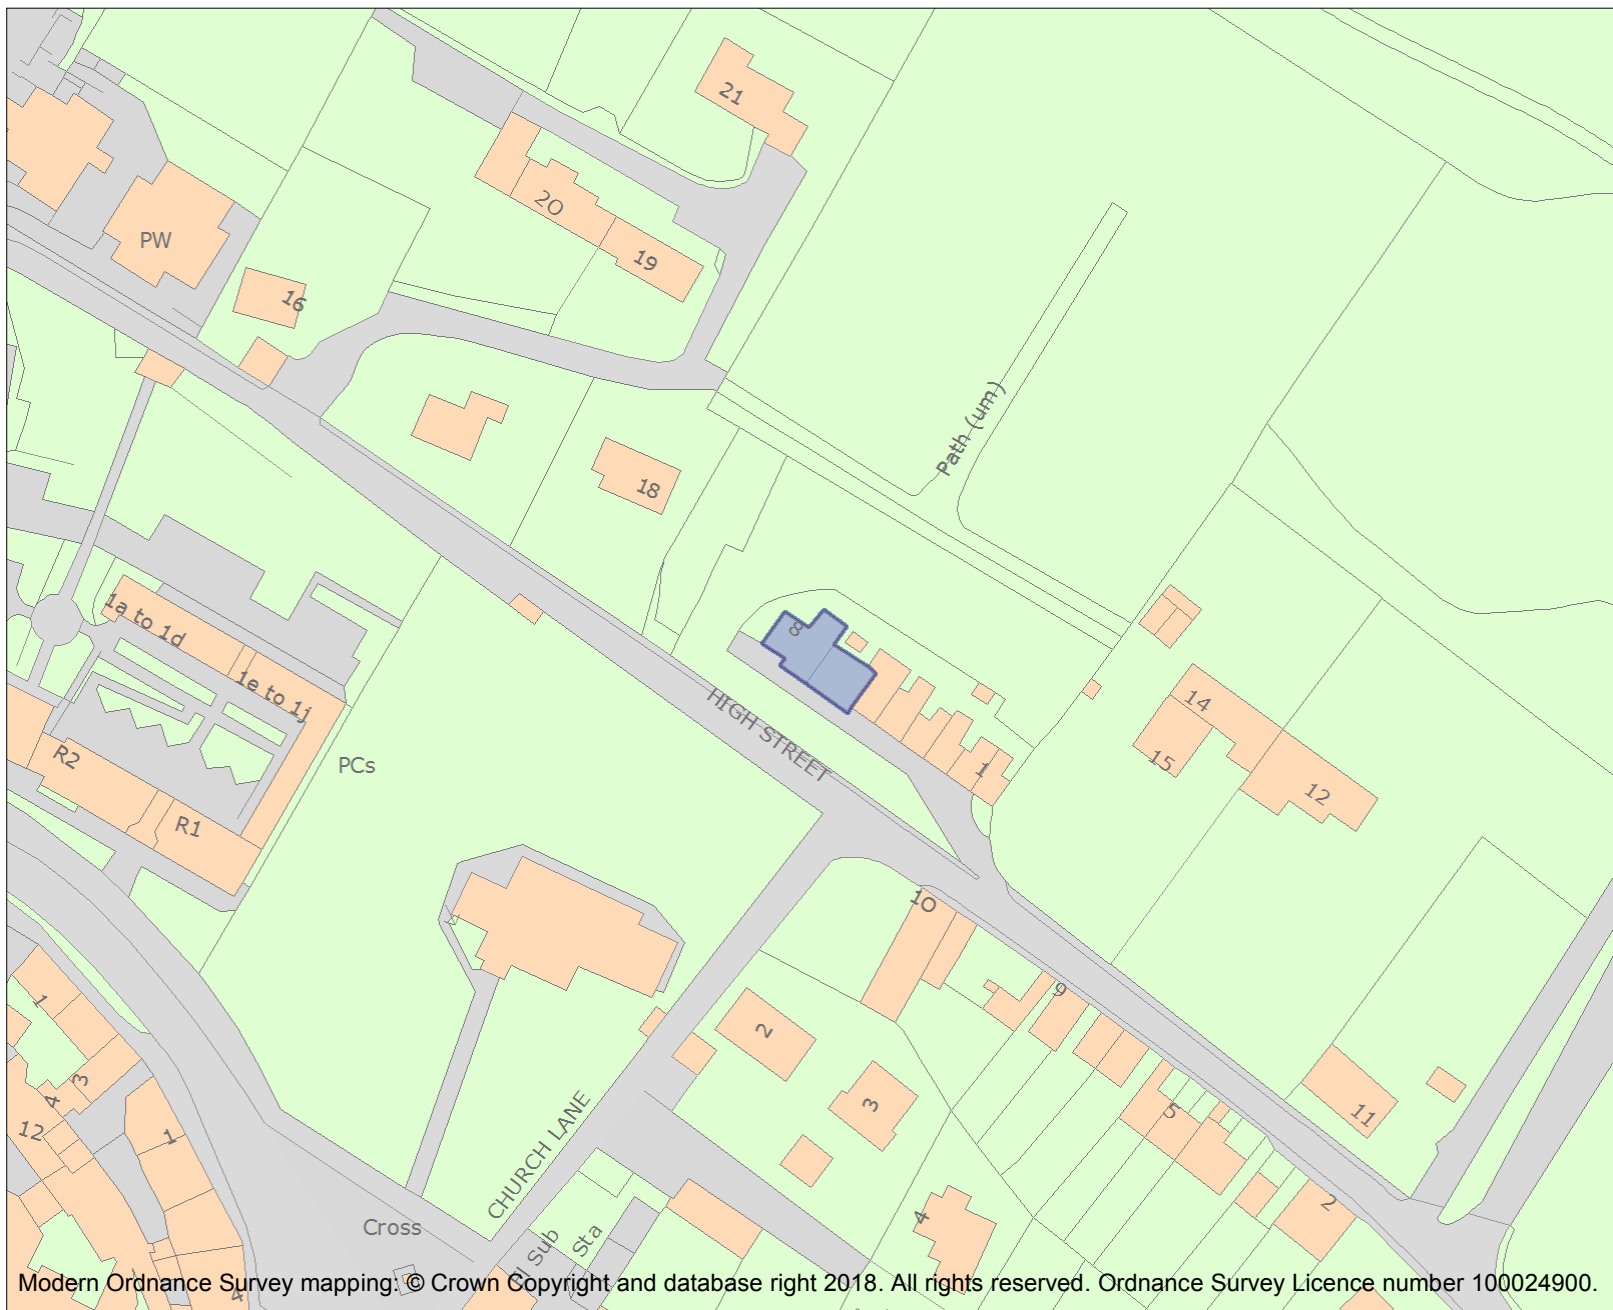 21
20
19
PW
16
Path (um)
18
8
1a to 1d
1e to 1j
HIGH STREET
14
15
12
1
R2
R1
PCs
10
9
1
2
3
3
4
12
1
5
11
CHURCH LANE
4
2
Cross
El Sub
Sta
4
Modern Ordnance Survey mapping: © Crown Copyright and database right 2018. All rights reserved. Ordnance Survey Licence number 100024900.